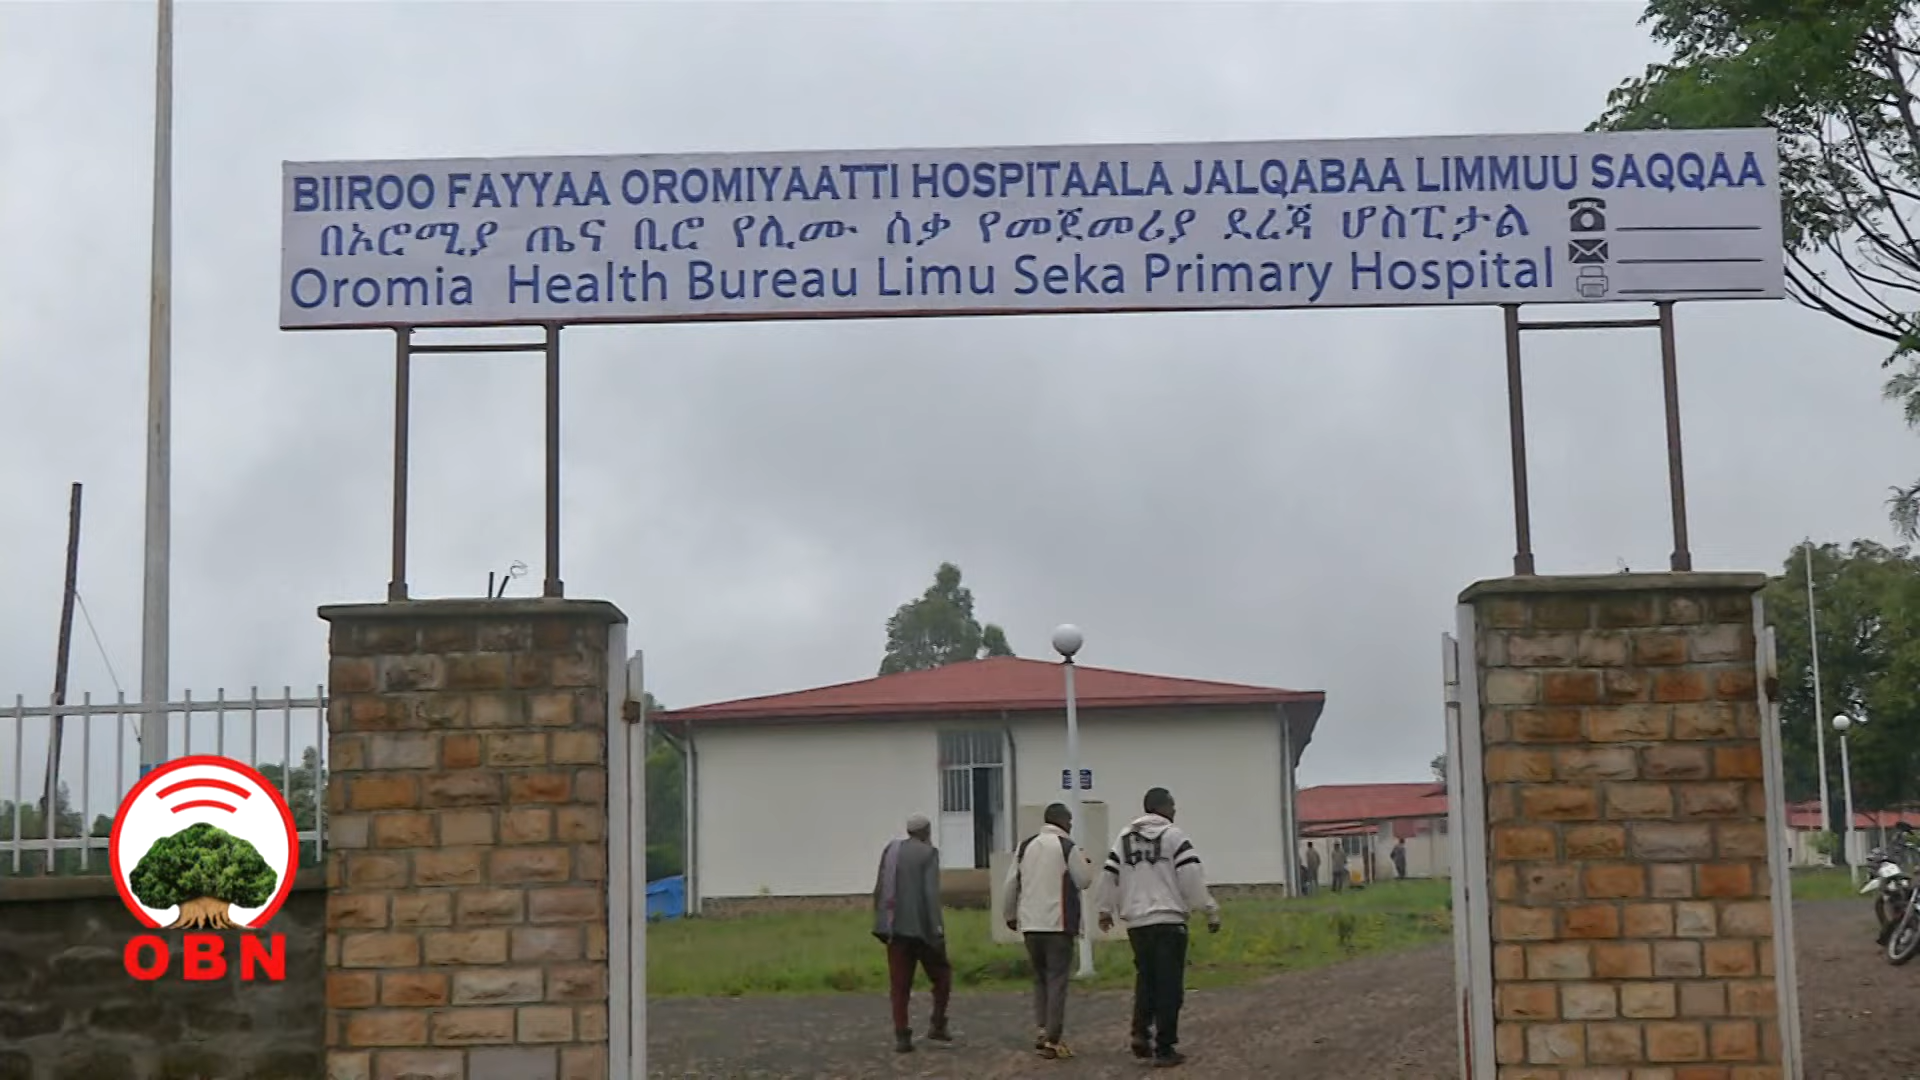 BIIROO FAYYAA OROMIYAATTI HOSPITAALA JALQABAA LIMMUU SAQQAA
በኦሮሚያ ጤና ቢሮ የሊሙ ሰቃ የመጀመሪያ ደረጃ ሆስፒታል
Oromia Health Bureau Limu Seka Primary Hospital
OBN